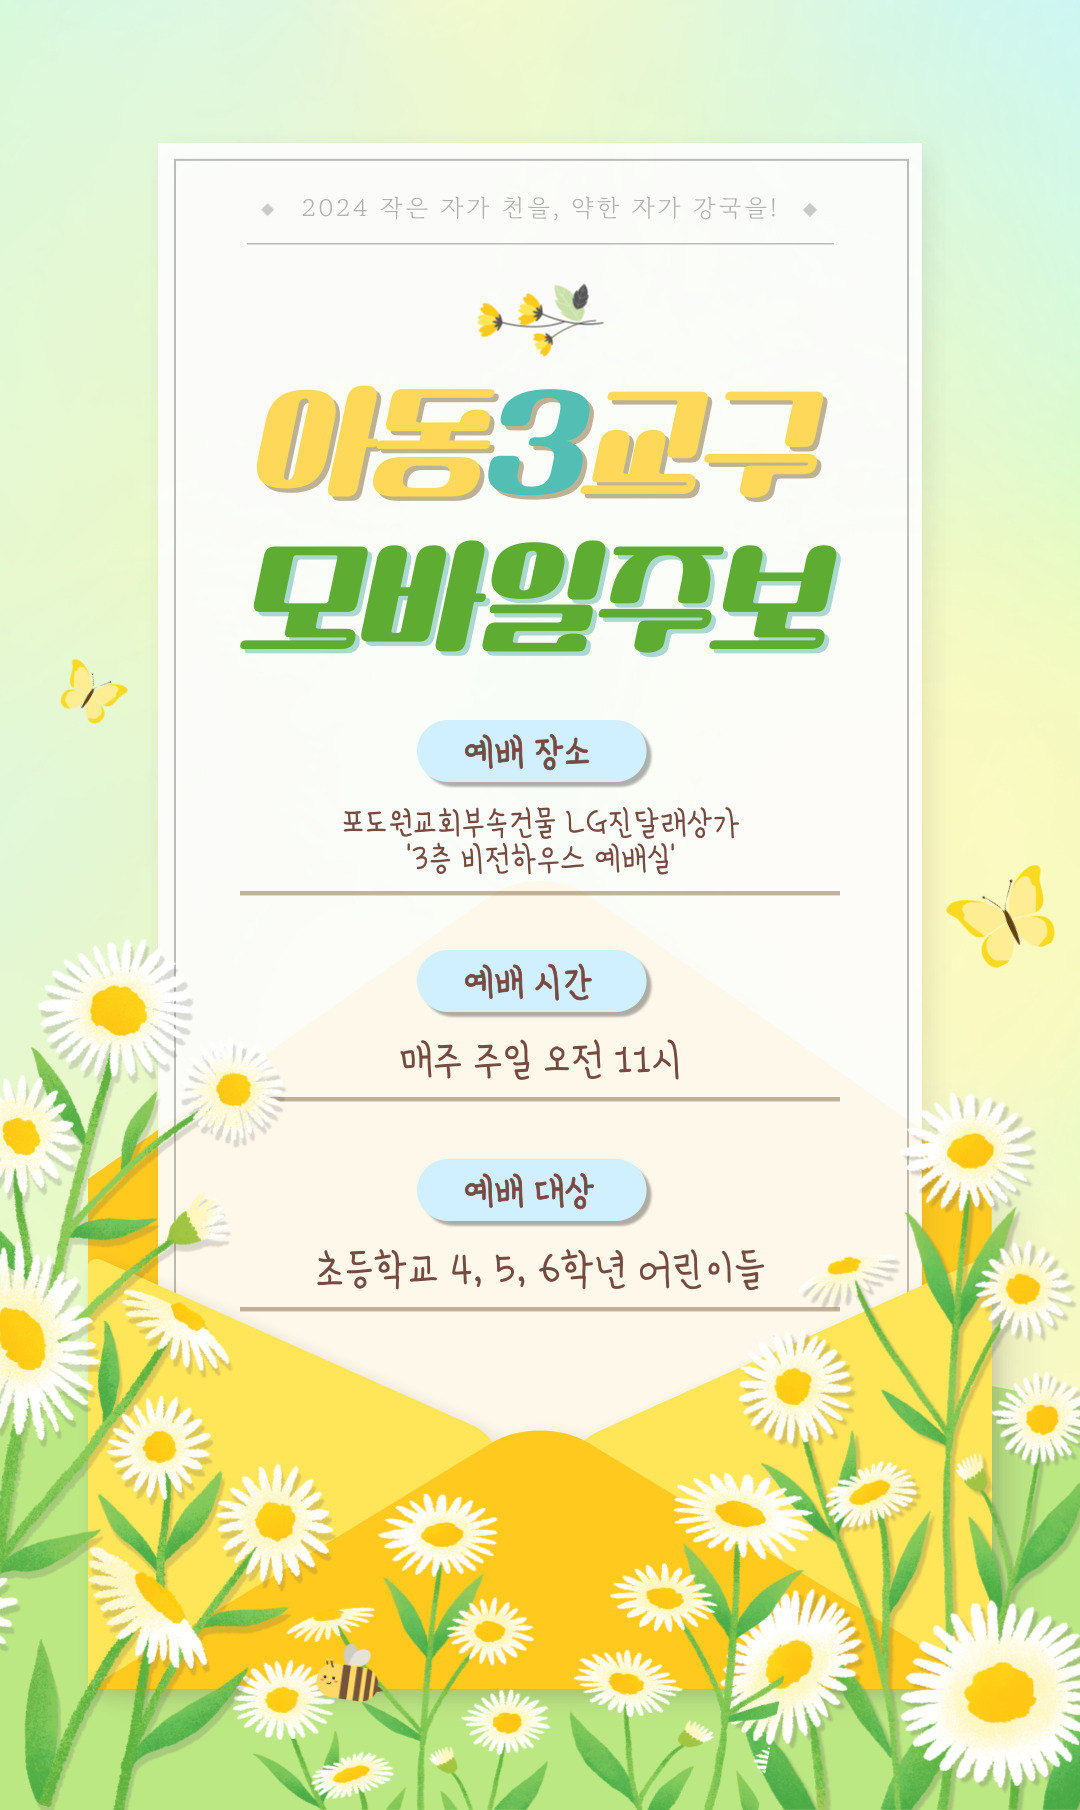 2024 작은 자가 천을, 약한 자가 강국을!
아동3교구
모바일주보
예배 장소
포도원교회부속건물 LG진달래상가
'3층 비전하우스 예배실'
예배 시간
매주 주일 오전 11시
예배 대상
초등학교 4, 5, 6학년 어린이들